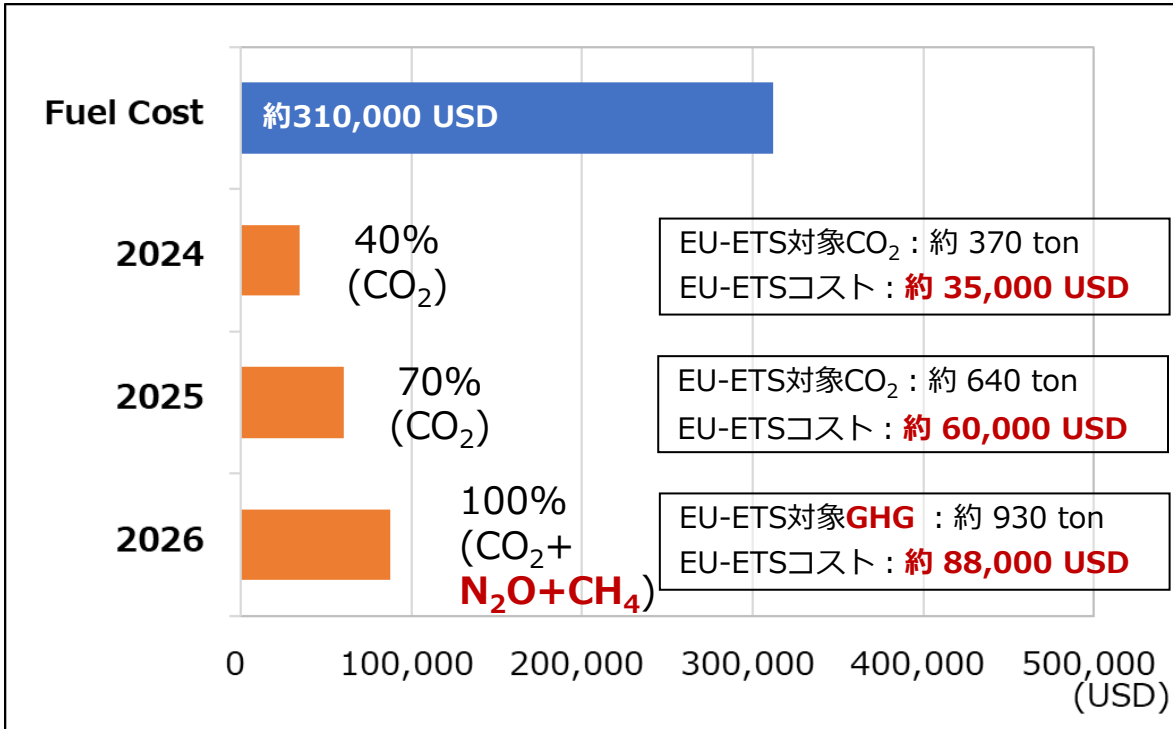 Fuel Cost
約310,000 USD
2024
40%
(CO₂)
EU-ETS対象CO₂：約 370 ton
EU-ETSコスト：約 35,000 USD
2025
70%
(CO₂)
EU-ETS対象CO₂：約 640 ton
EU-ETSコスト：約 60,000 USD
2026
100%
(CO₂+
N₂O+CH₄)
EU-ETS対象GHG ：約 930 ton
EU-ETSコスト：約 88,000 USD
0 100,000 200,000 300,000 400,000 500,000
(USD)